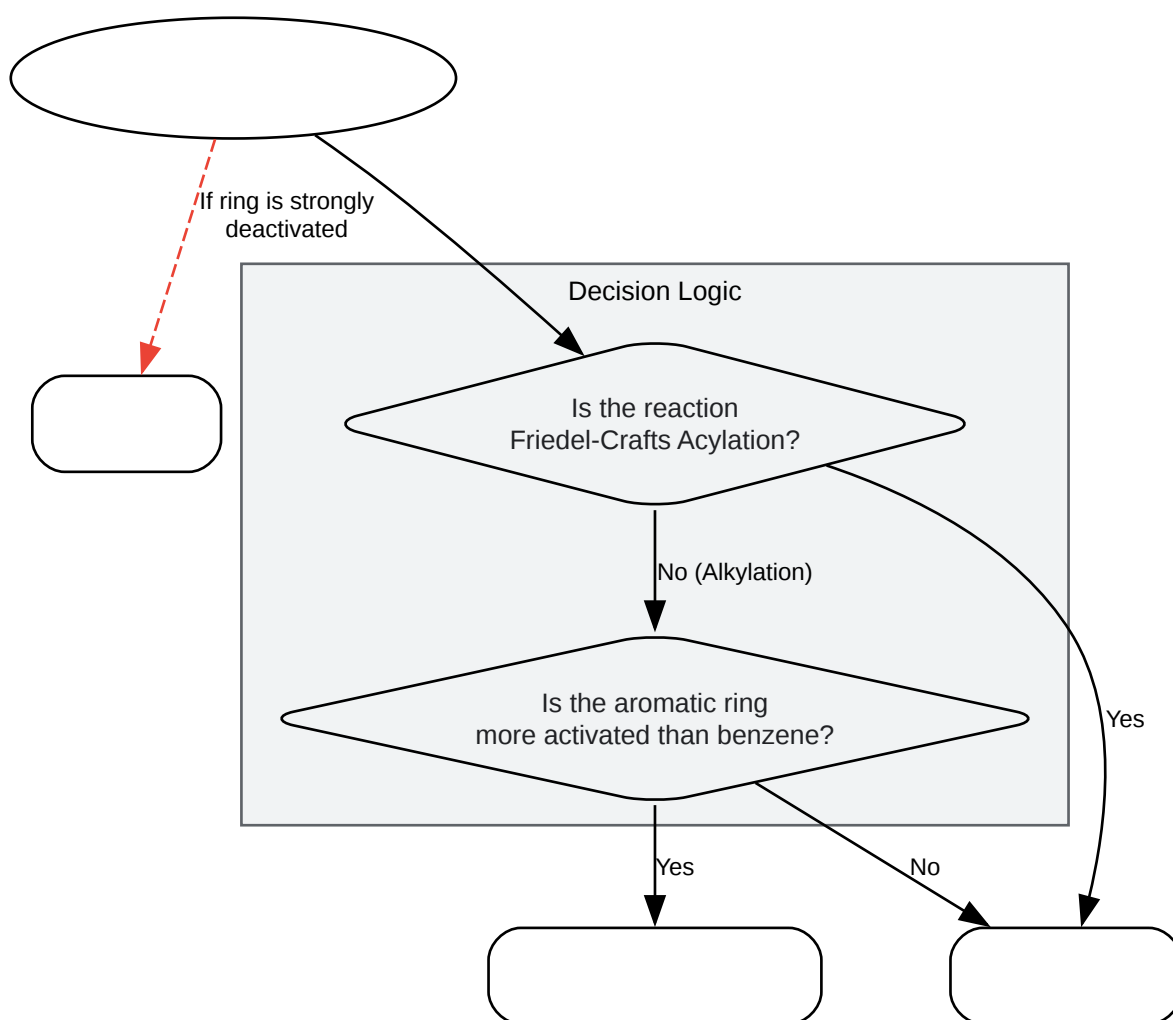 If ring is strongly
deactivated
Decision Logic
Is the reaction
Friedel-Crafts Acylation?
No (Alkylation)
Is the aromatic ring
more activated than benzene?
Yes
Yes
No